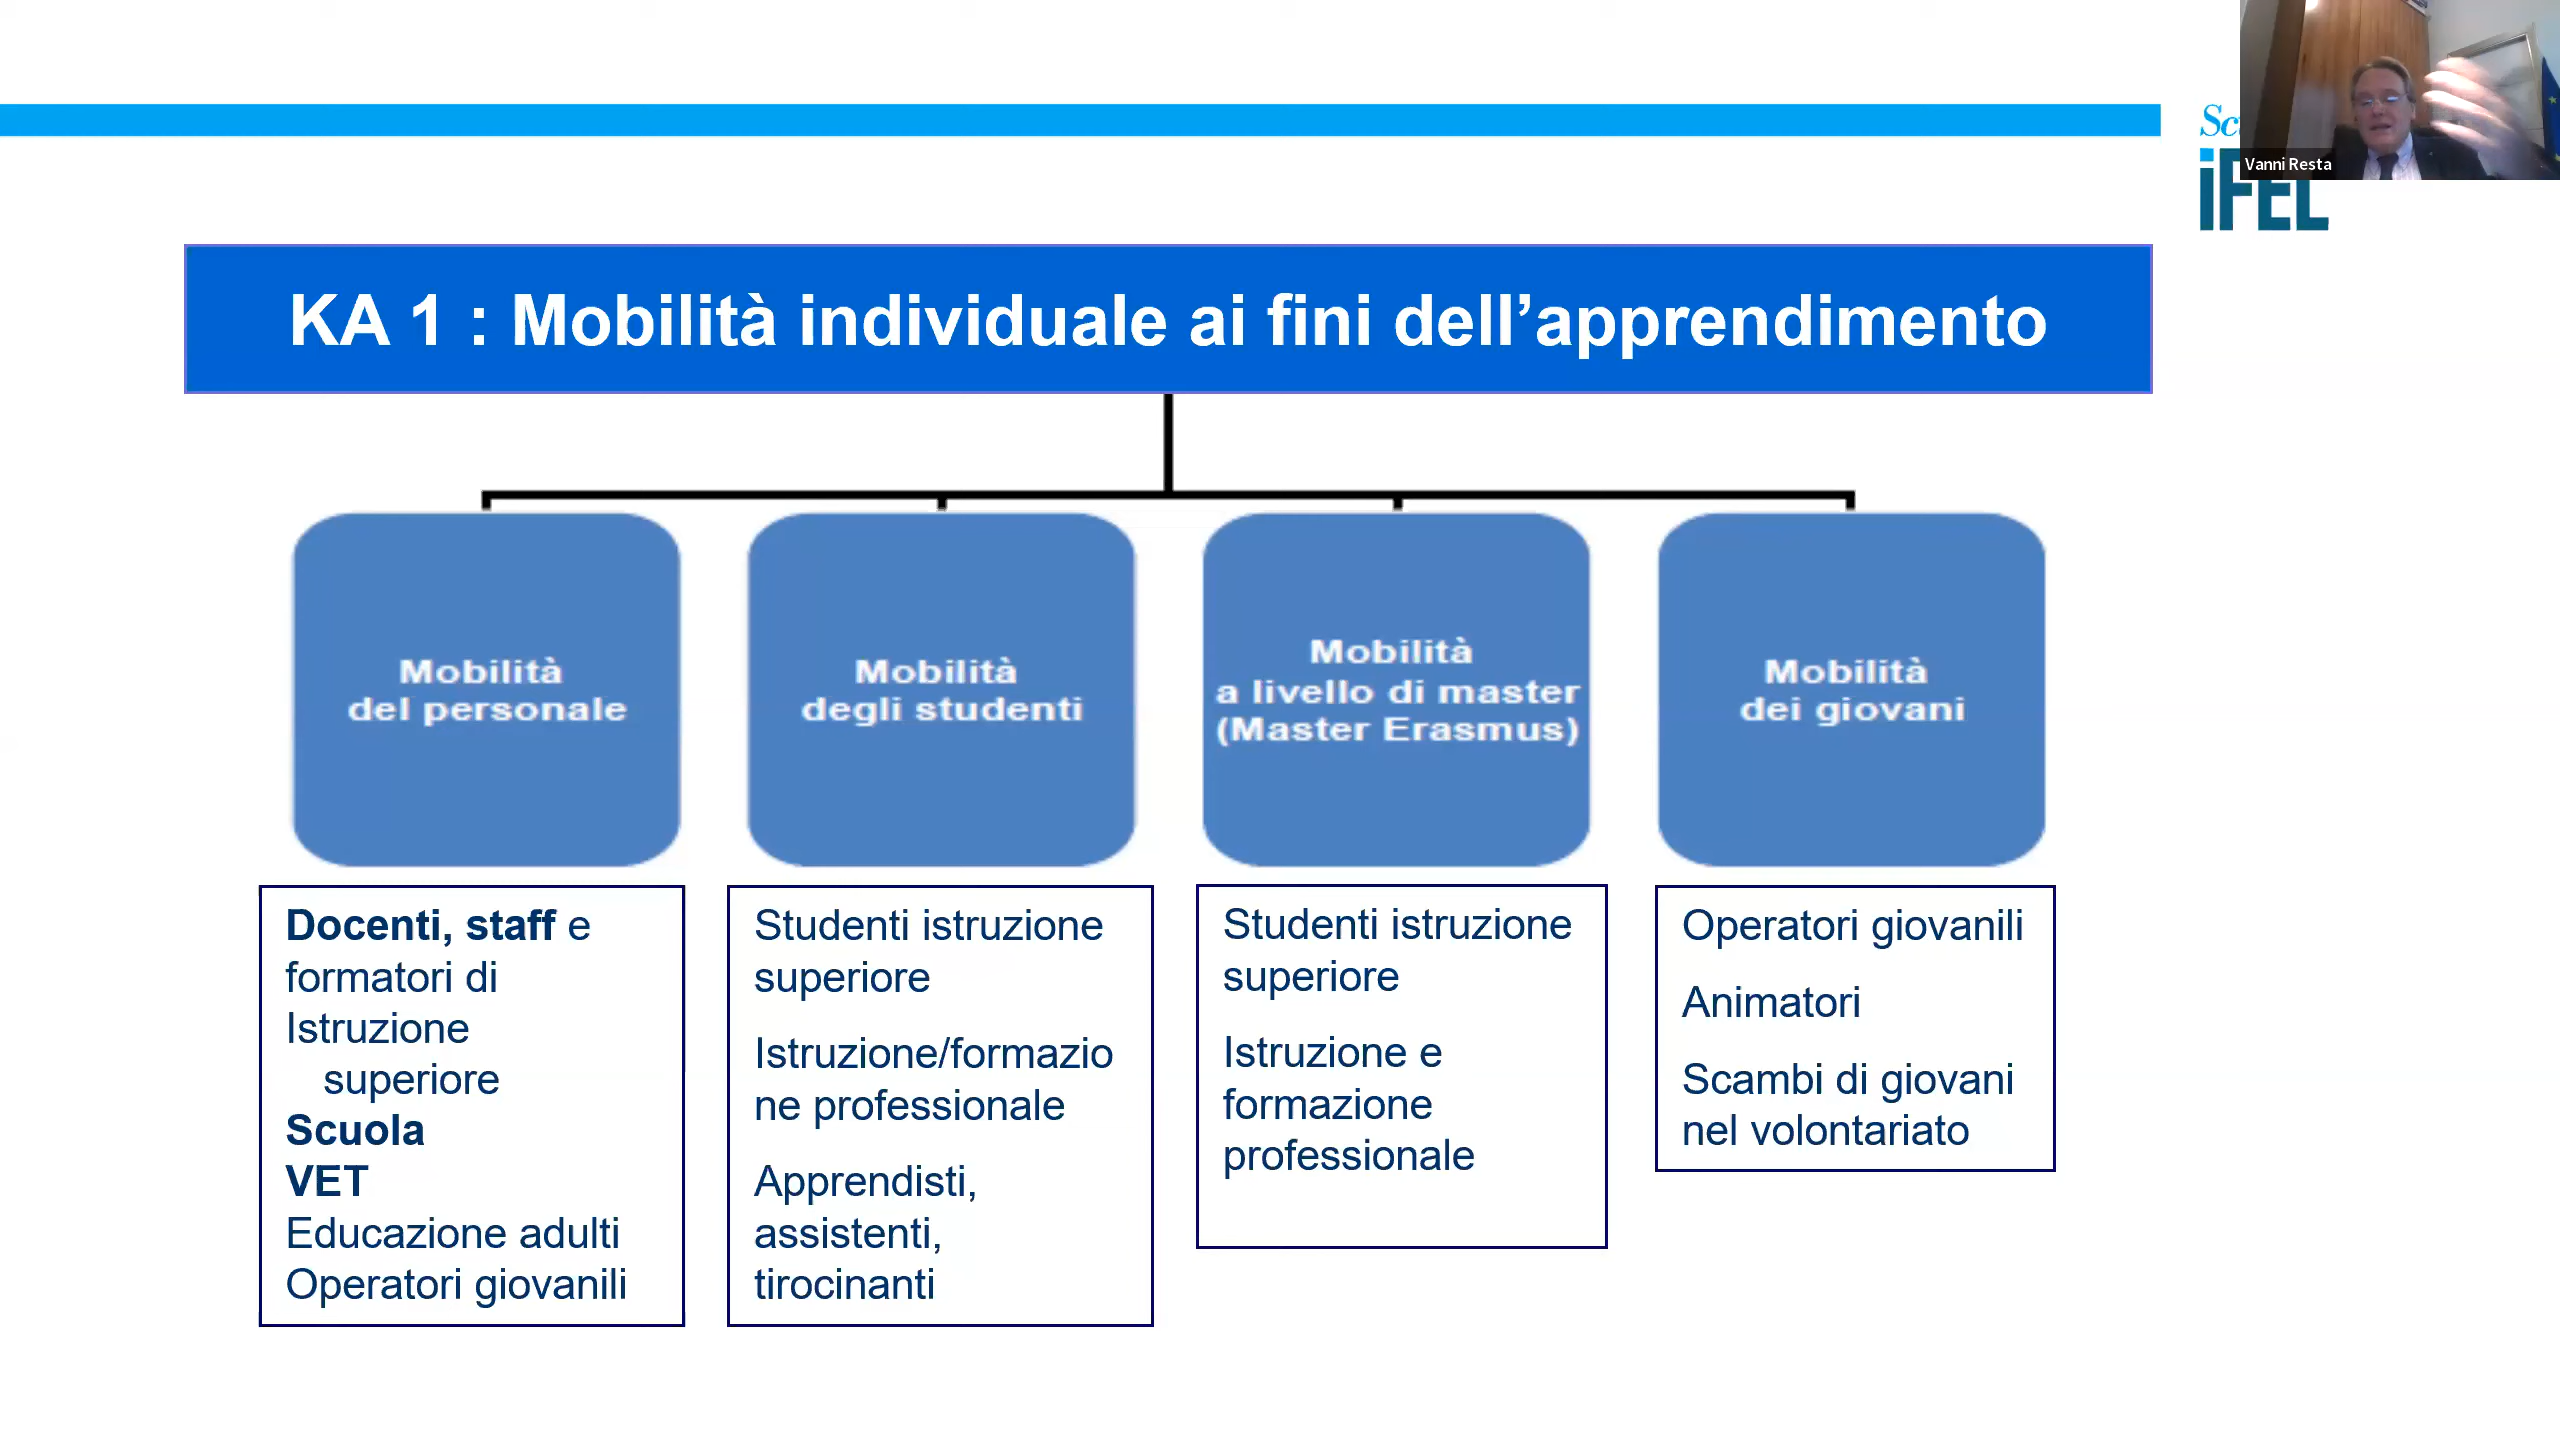 Vanni Resta
iFEL
KA 1 : Mobilità individuale ai fini dell’apprendimento
Mobilità
del personale
Mobilità
degli studenti
Mobilità
a livello di master
(Master Erasmus)
Mobilità
dei giovani
Docenti, staff e
formatori di
Istruzione
superiore
Scuola
VET
Educazione adulti
Operatori giovanili
Studenti istruzione
superiore
Istruzione/formazio
ne professionale
Apprendisti,
assistenti,
tirocinanti
Studenti istruzione
superiore
Istruzione e
formazione
professionale
Operatori giovanili
Animatori
Scambi di giovani
nel volontariato